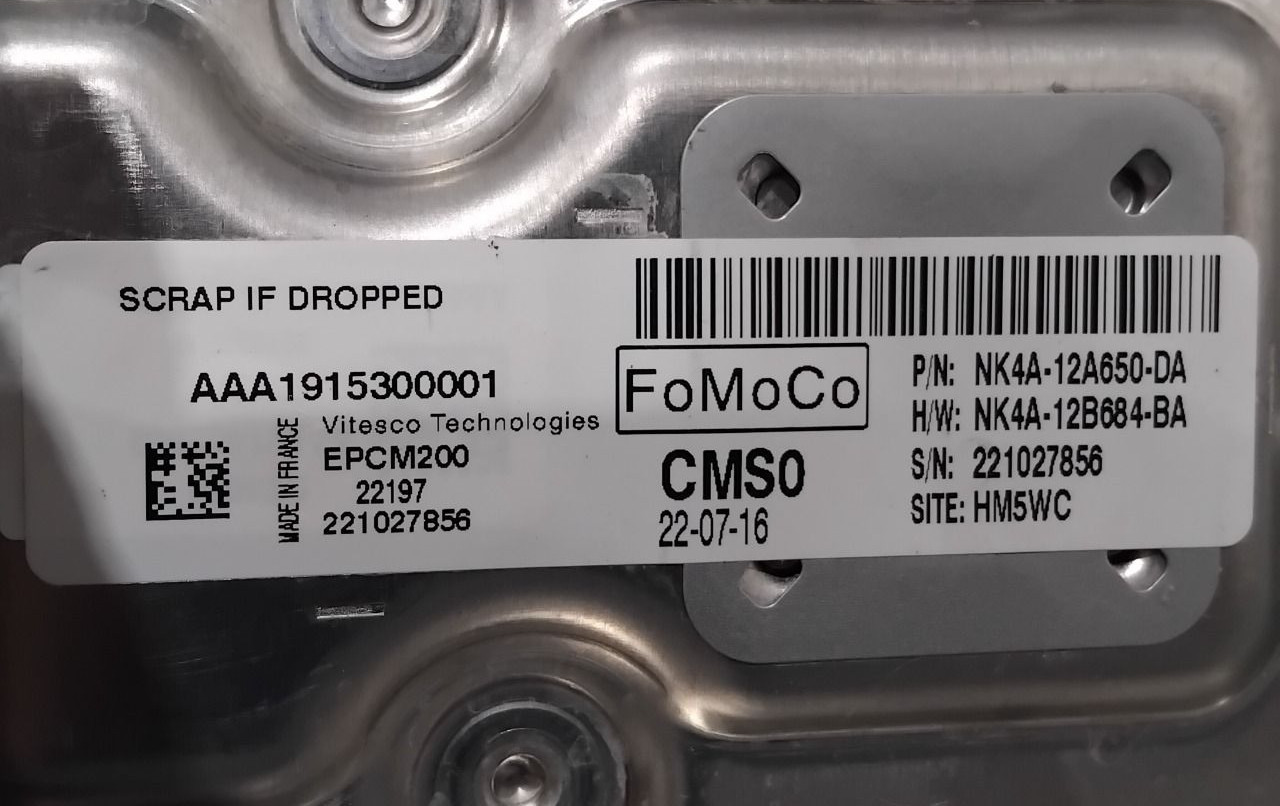 SCRAP IF DROPPED
AAA1915300001
MADE IN FRANCE
Vitesco Technologies
EPCM200
22197
221027856
FoMoCo
CMS0
22-07-16
P/N: NK4A-12A650-DA
H/W: NK4A-12B684-BA
S/N: 221027856
SITE: HM5WC